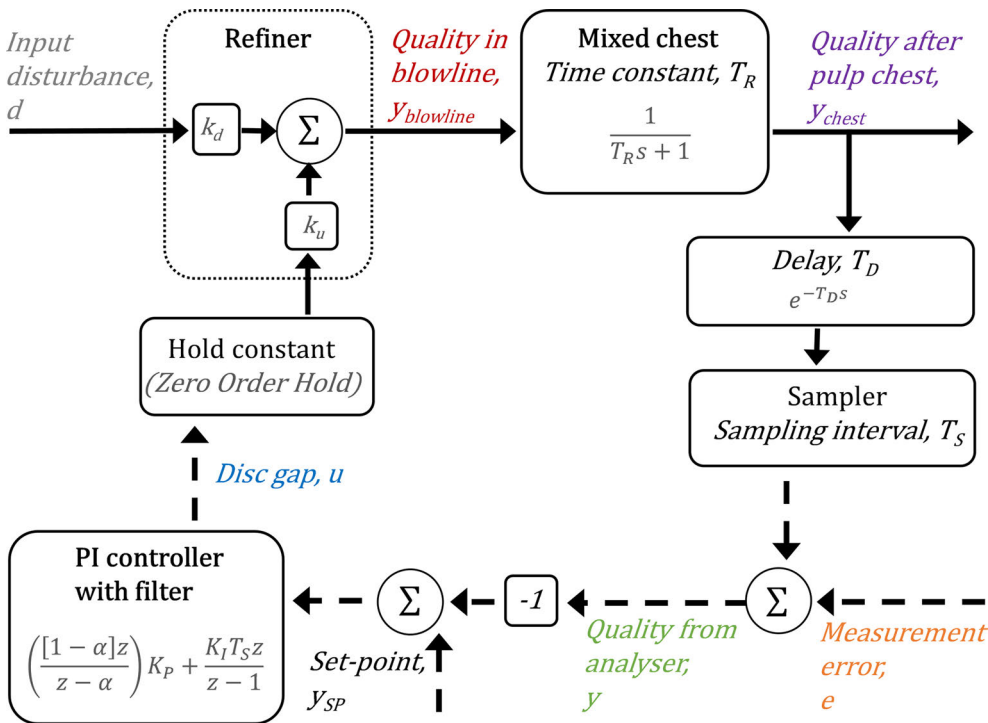 Input
disturbance,
d
Refiner
k_d
Σ
k_u
Quality in
blowline,
y_blowline
Mixed chest
Time constant, T_R
1
T_R s + 1
Quality after
pulp chest,
y_chest
Delay, T_D
e^{-T_D s}
Sampler
Sampling interval, T_S
Hold constant
(Zero Order Hold)
Disc gap, u
PI controller
with filter
([1 − α]z / z − α) K_P + K_I T_S z / z − 1
Σ
Set-point,
y_SP
-1
Quality from
analyser,
y
Σ
Measurement
error,
e